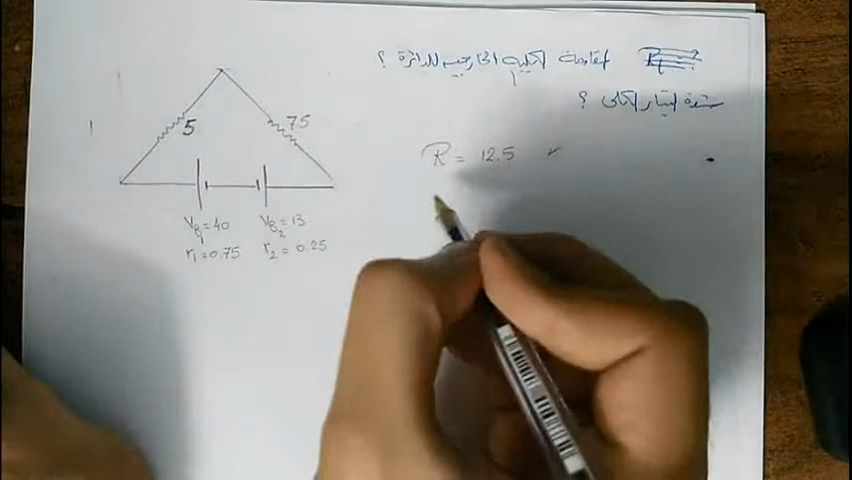 المقاومة الكلية الخارجية للدائرة ؟
شدة التيار الكلى ؟
5
75
R = 12.5 ✓
VB1 = 40
VB2 = 13
r1 = 0.75
r2 = 0.25